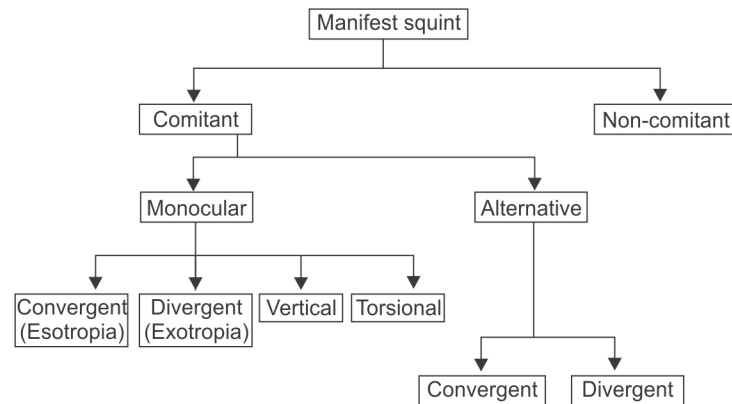 Manifest squint
Comitant
Non-comitant
Monocular
Alternative
Convergent
(Esotropia)
Divergent
(Exotropia)
Vertical
Torsional
Convergent
Divergent